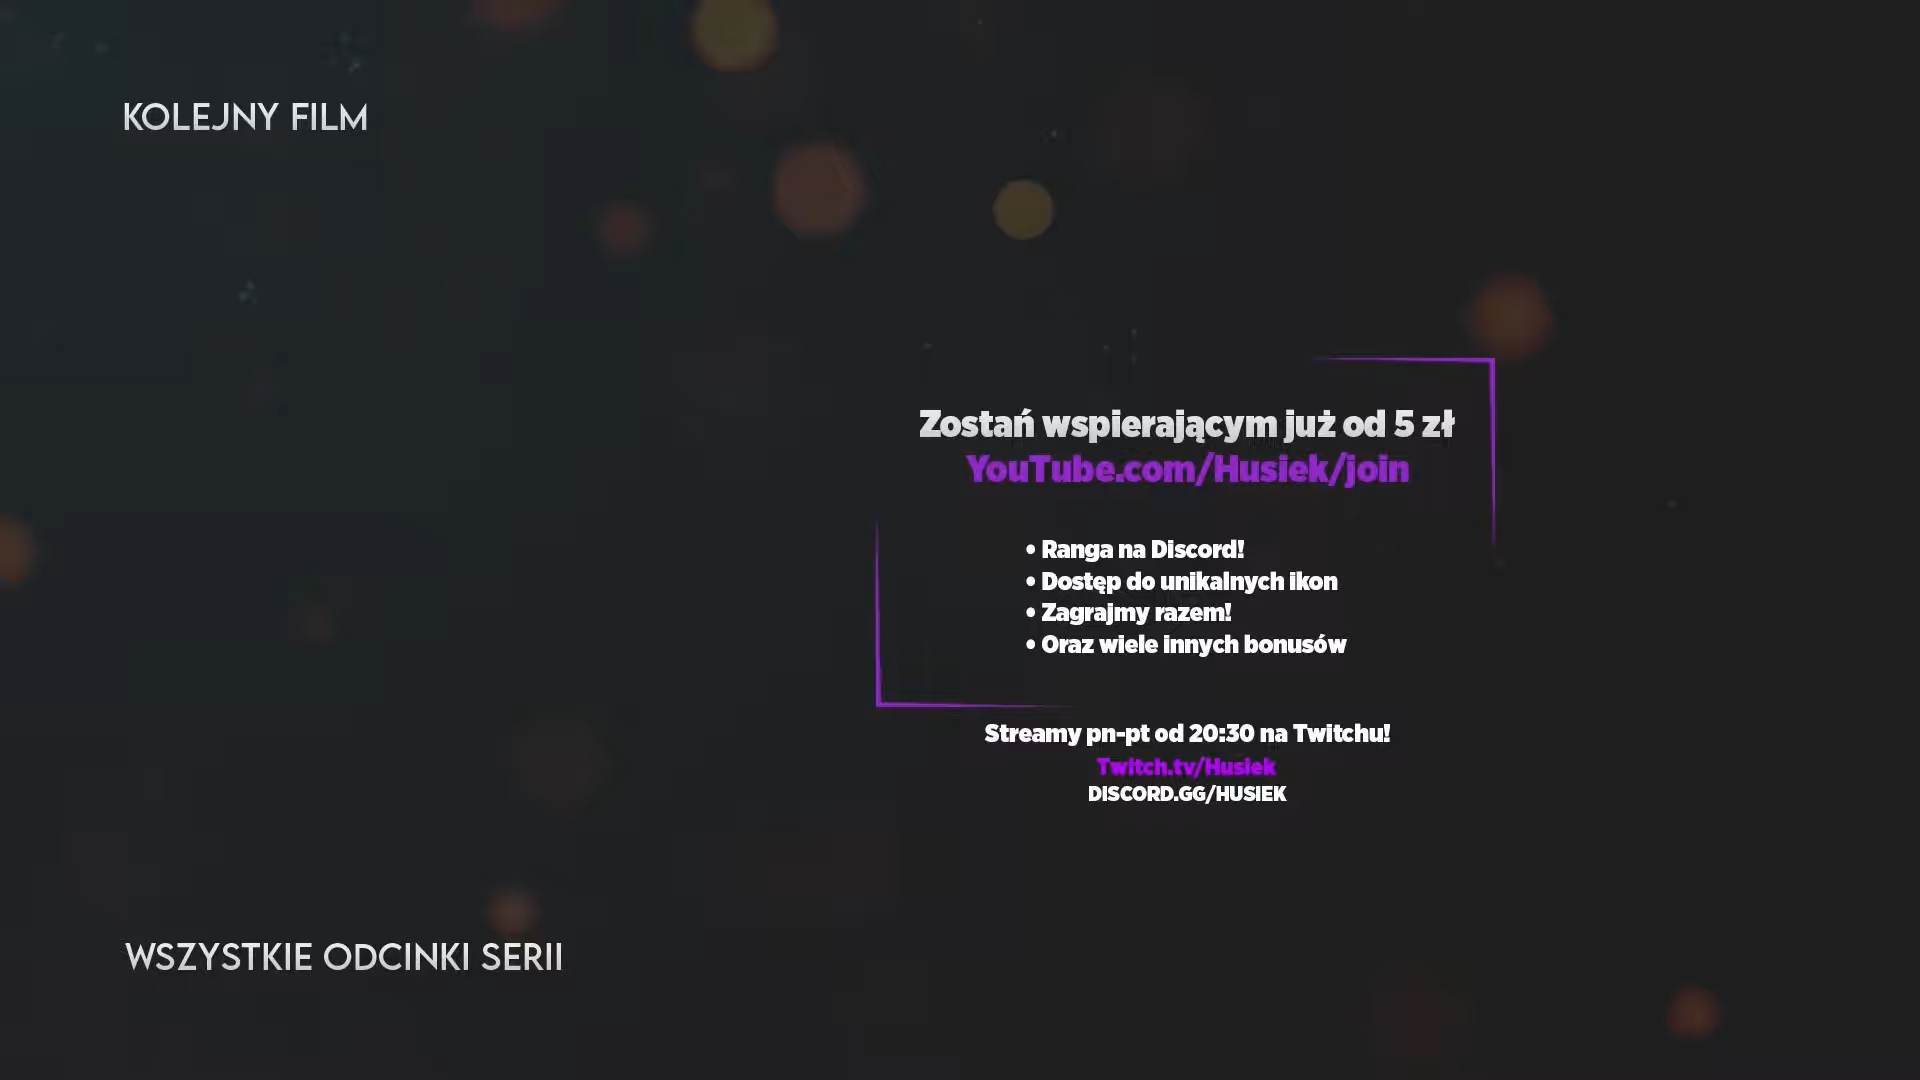 KOLEJNY FILM
Zostań wspierającym już od 5 zł
YouTube.com/Husiek/join
• Ranga na Discord!
• Dostęp do unikalnych ikon
• Zagrajmy razem!
• Oraz wiele innych bonusów
Streamy pn-pt od 20:30 na Twitchu!
Twitch.tv/Husiek
DISCORD.GG/HUSIEK
WSZYSTKIE ODCINKI SERII